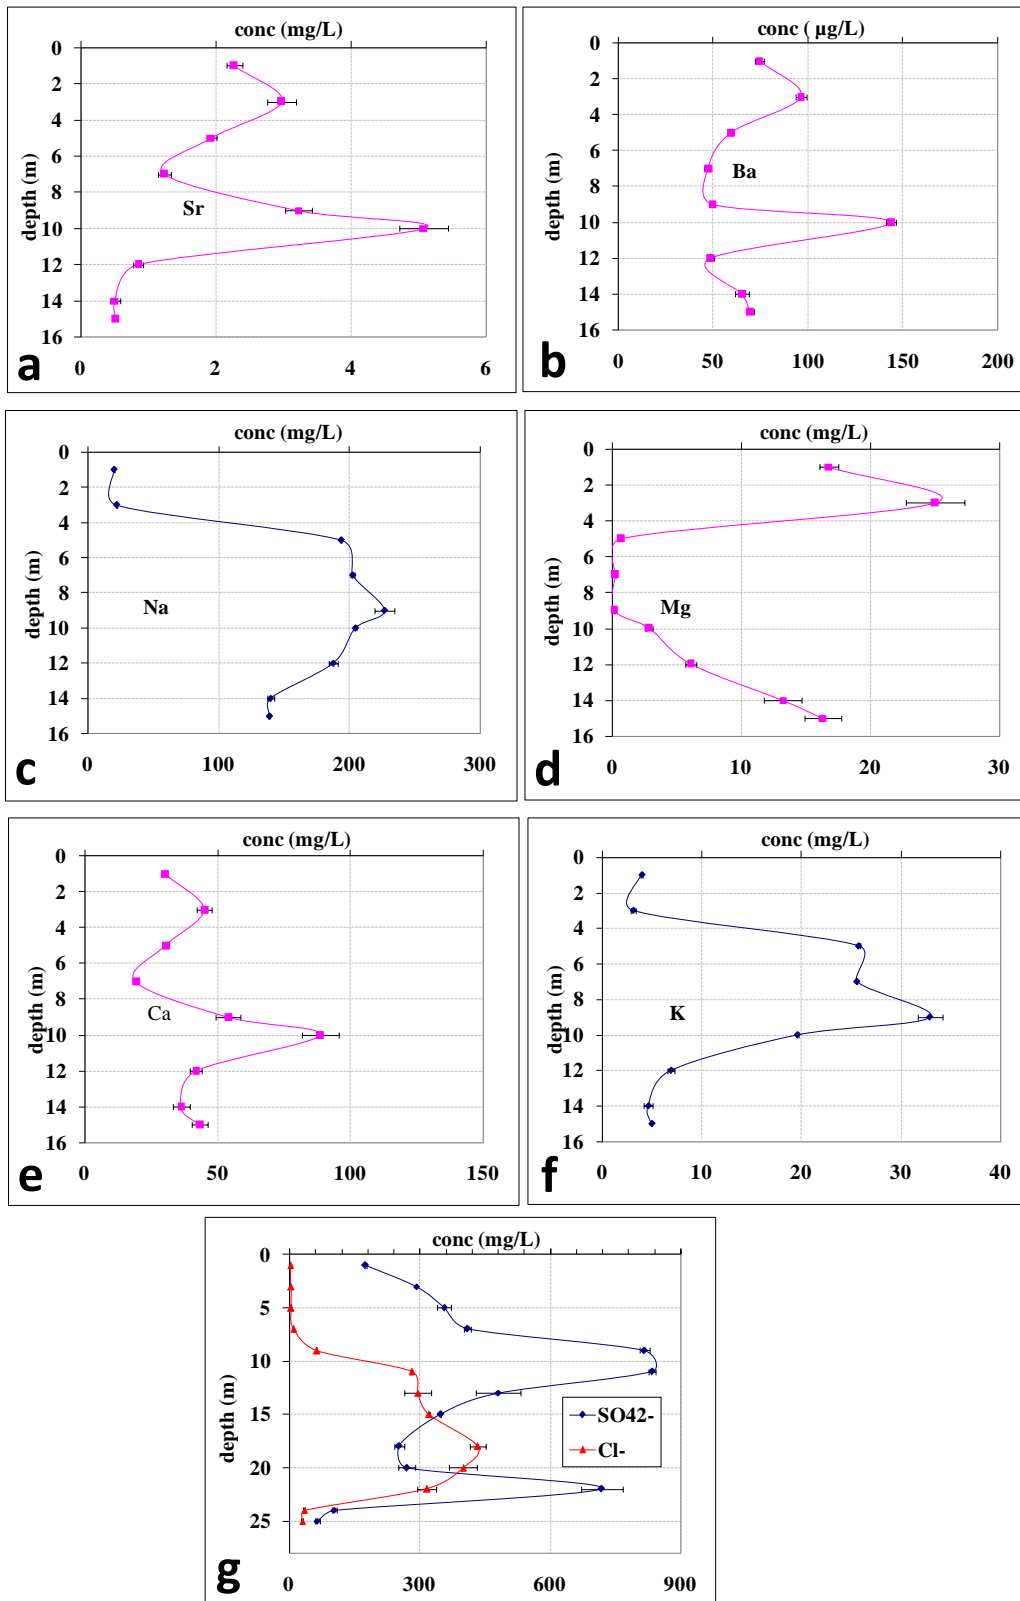 conc (mg/L)
0
2
4
6
8
10
12
14
16
depth (m)
Sr
0 2 4 6
a
conc ( µg/L)
0
2
4
6
8
10
12
14
16
depth (m)
Ba
0 50 100 150 200
b
conc (mg/L)
0
2
4
6
8
10
12
14
16
depth (m)
Na
0 100 200 300
c
conc (mg/L)
0
2
4
6
8
10
12
14
16
depth (m)
Mg
0 10 20 30
d
conc (mg/L)
0
2
4
6
8
10
12
14
16
depth (m)
Ca
0 50 100 150
e
conc (mg/L)
0
2
4
6
8
10
12
14
16
depth (m)
K
0 10 20 30 40
f
conc (mg/L)
0
5
10
15
20
25
depth (m)
SO42-
Cl-
0 300 600 900
g